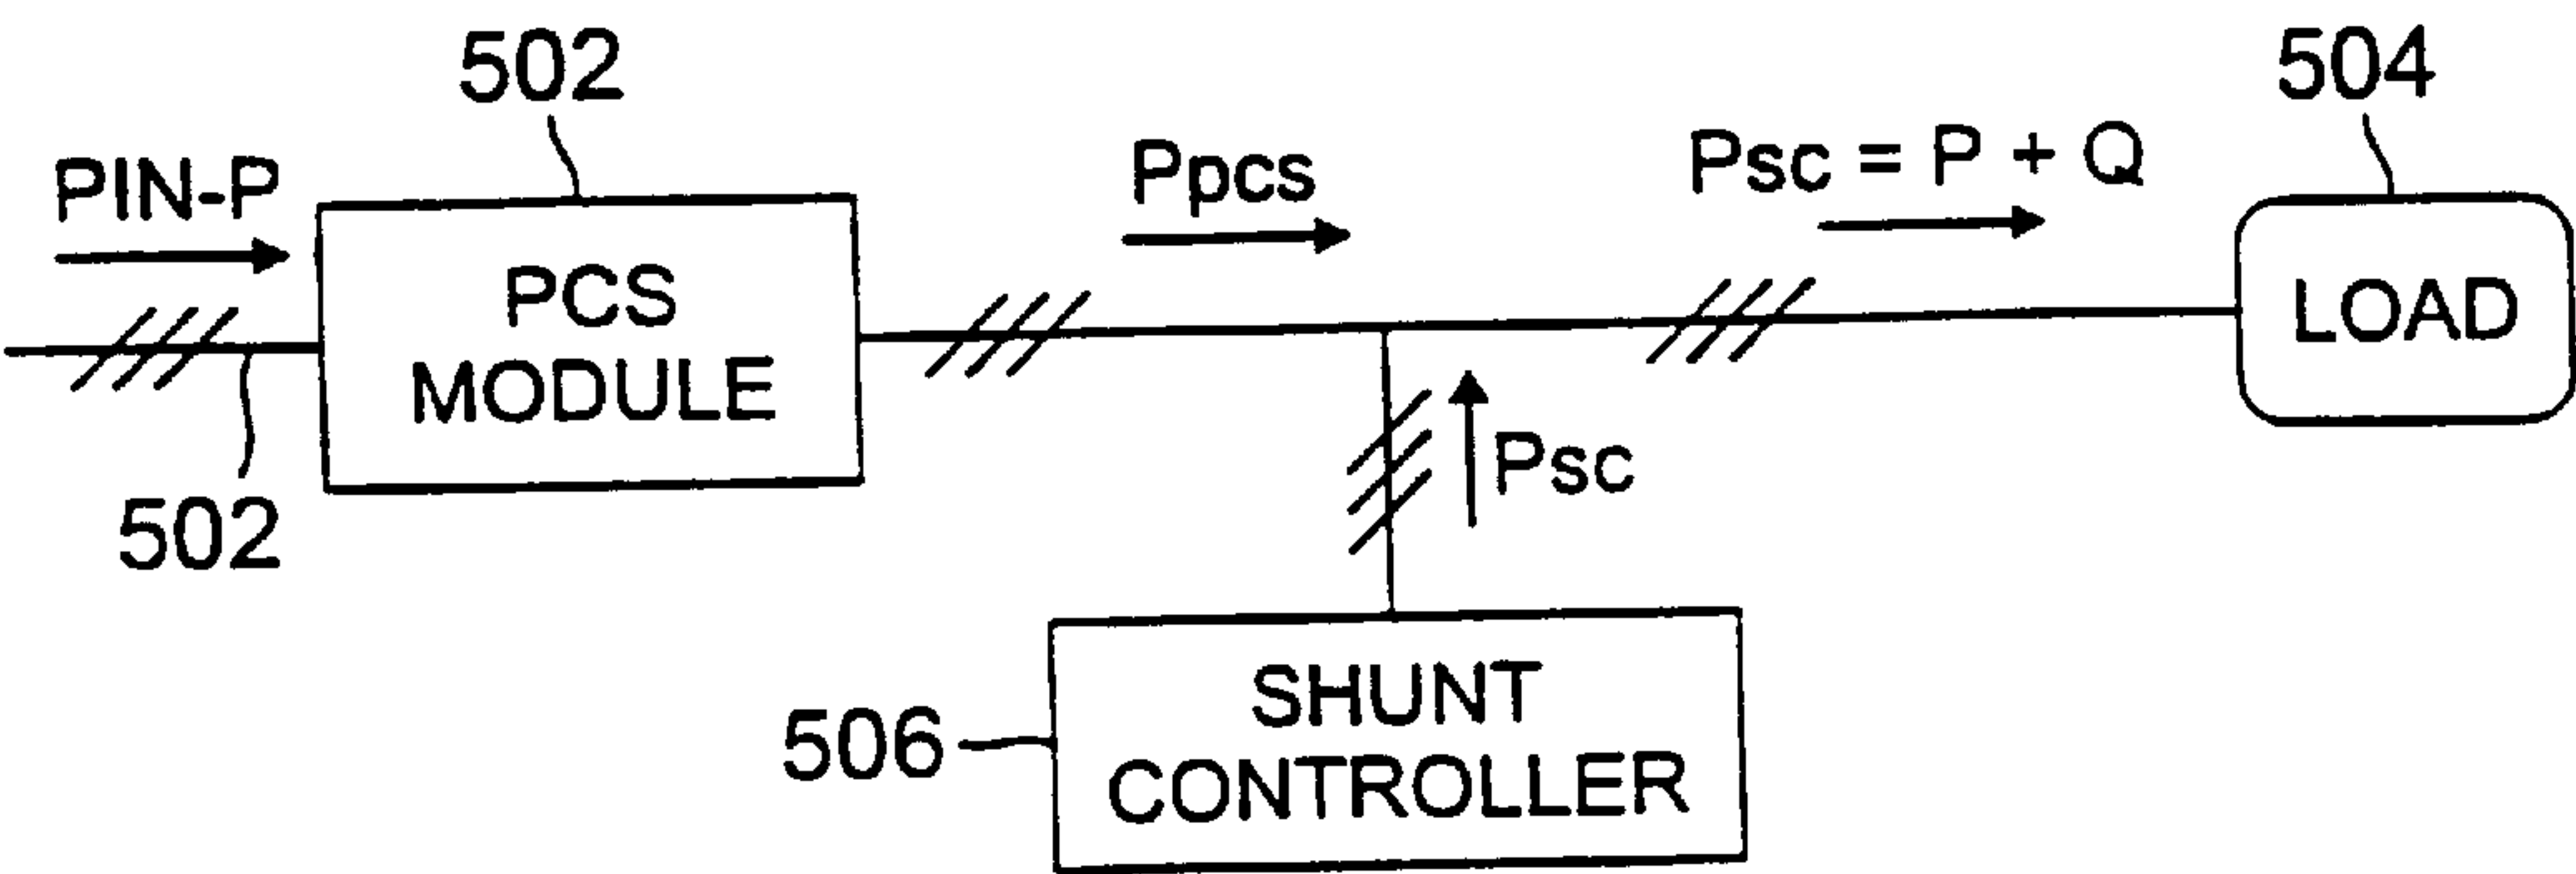 502
504
PIN-P
Ppcs
Psc = P + Q
PCS
MODULE
LOAD
502
Psc
506
SHUNT
CONTROLLER